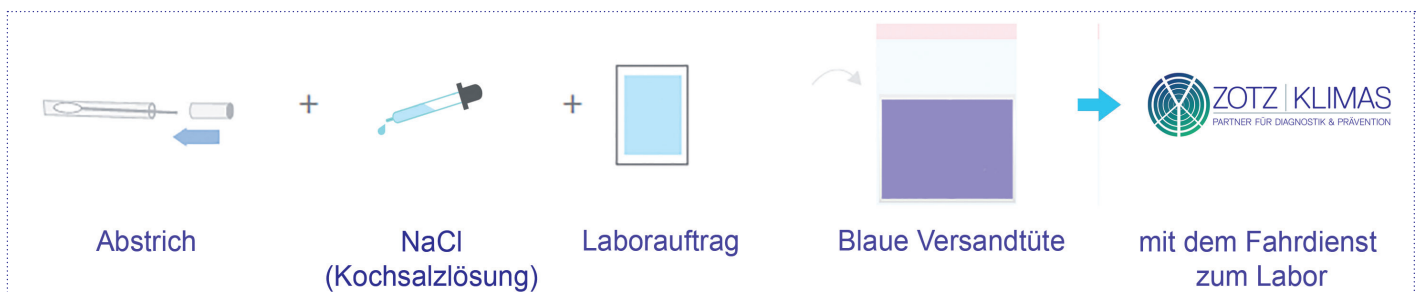 +
+
ZOTZ | KLIMAS
PARTNER FÜR DIAGNOSTIK & PRÄVENTION
Abstrich
NaCl
(Kochsalzlösung)
Laborauftrag
Blaue Versandtüte
mit dem Fahrdienst
zum Labor